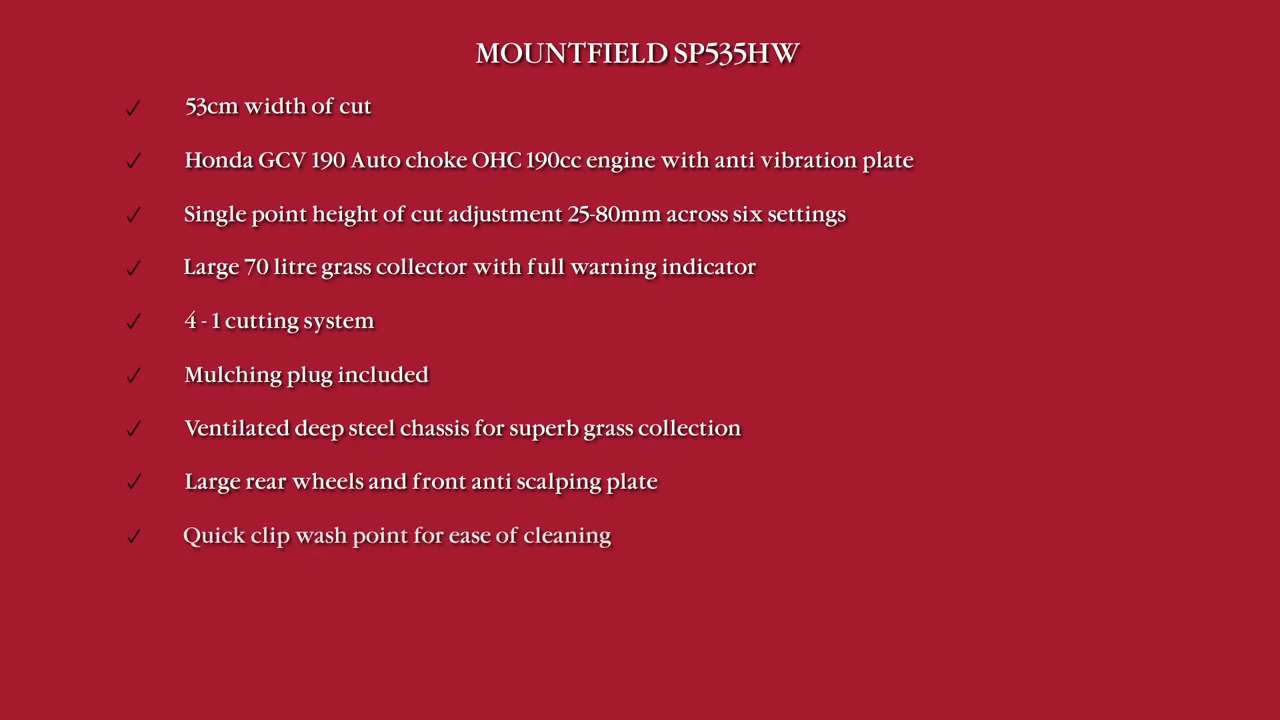 MOUNTFIELD SP535HW
✓ 53cm width of cut
✓ Honda GCV 190 Auto choke OHC 190cc engine with anti vibration plate
✓ Single point height of cut adjustment 25-80mm across six settings
✓ Large 70 litre grass collector with full warning indicator
✓ 4 - 1 cutting system
✓ Mulching plug included
✓ Ventilated deep steel chassis for superb grass collection
✓ Large rear wheels and front anti scalping plate
✓ Quick clip wash point for ease of cleaning